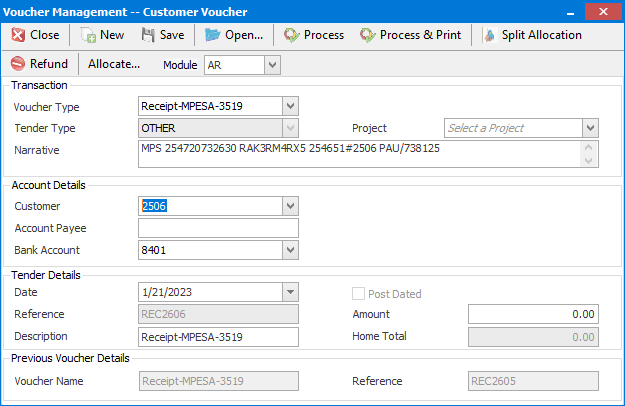 Voucher Management -- Customer Voucher
Close New Save Open... Process Process & Print Split Allocation
Refund Allocate... Module AR
Transaction
Voucher Type Receipt-MPESA-3519
Tender Type OTHER Project Select a Project
Narrative MPS 254720732630 RAK3RM4RX5 254651#2506 PAU/738125
Account Details
Customer 2506
Account Payee
Bank Account 8401
Tender Details
Date 1/21/2023 Post Dated
Reference REC2606 Amount 0.00
Description Receipt-MPESA-3519 Home Total 0.00
Previous Voucher Details
Voucher Name Receipt-MPESA-3519 Reference REC2605